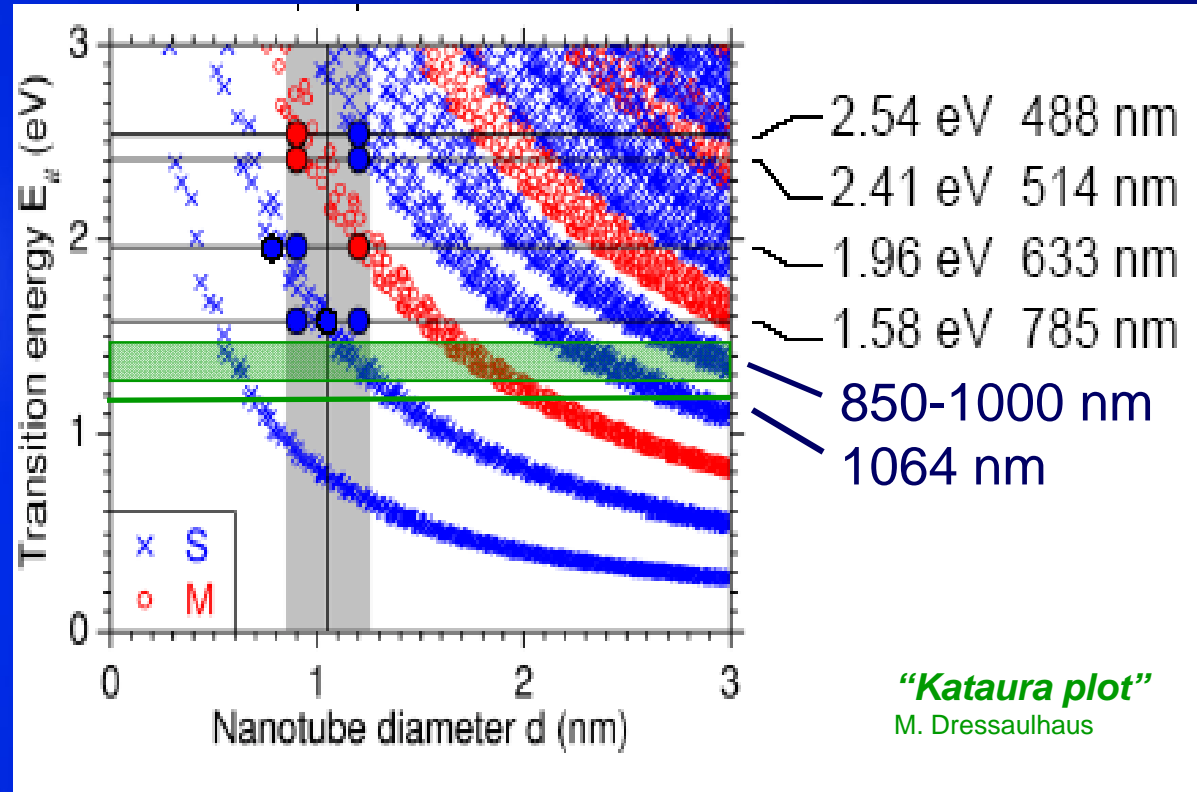 3
2
1
0
Transition energy E_ii (eV)
× S
○ M
0 1 2 3
Nanotube diameter d (nm)
2.54 eV 488 nm
2.41 eV 514 nm
1.96 eV 633 nm
1.58 eV 785 nm
850-1000 nm
1064 nm
“Kataura plot”
M. Dressaulhaus